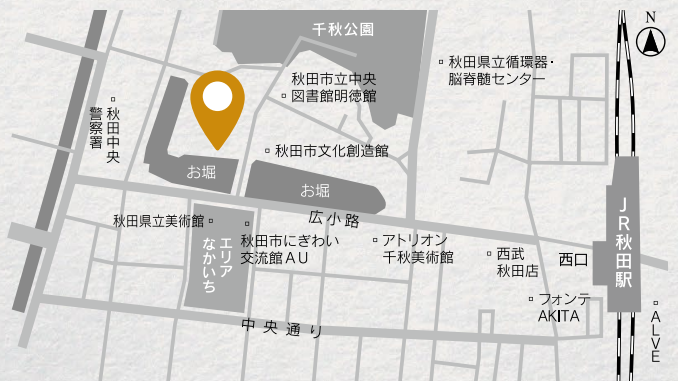 千秋公園
N
秋田県立循環器・
脳脊髄センター
秋田市立中央
図書館明徳館
秋田中央
警察署
秋田市文化創造館
お堀
お堀
広小路
秋田県立美術館
エリア
なかいち
秋田市にぎわい
交流館AU
アトリオン
千秋美術館
西武
秋田店
西口
JR秋田駅
フォンテ
AKITA
ALVE
中央通り